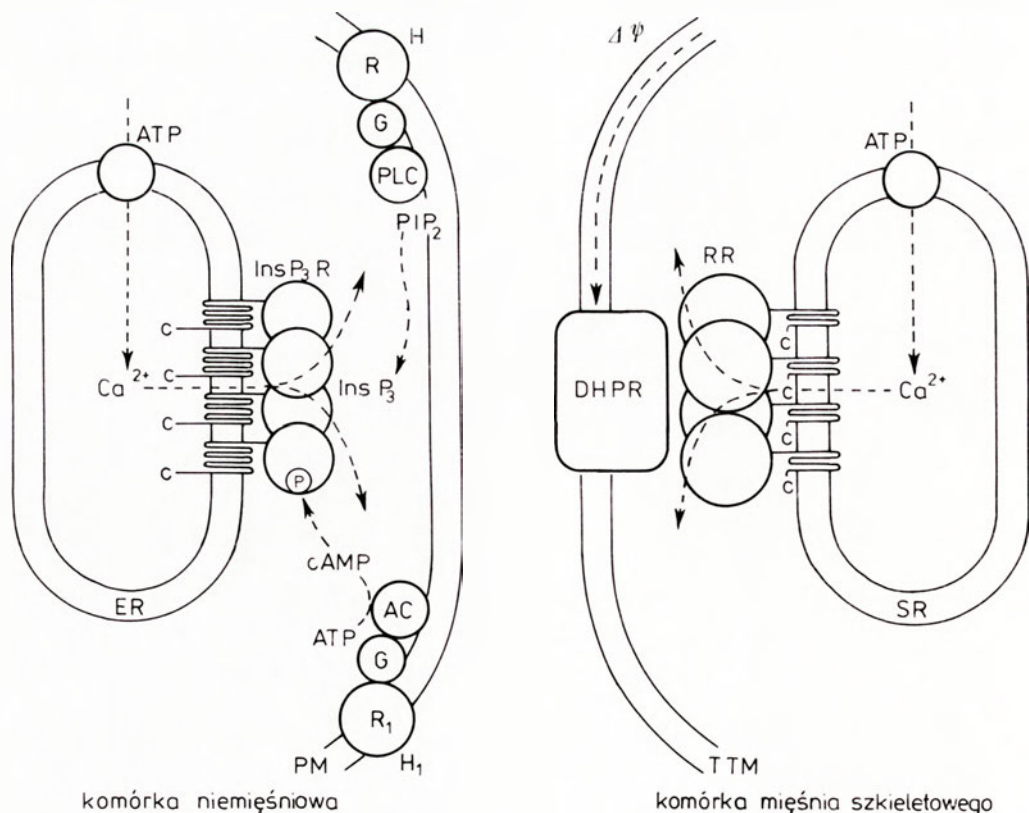 H
R
G
PLC
PIP₂
ATP
InsP₃R
c
c
c
c
Ca²⁺
InsP₃
P
cAMP
ATP
AC
G
R₁
H₁
PM
ER
komórka niemięśniowa
Δψ
ATP
RR
DHPR
c
c
c
c
Ca²⁺
SR
TTM
komórka mięśnia szkieletowego